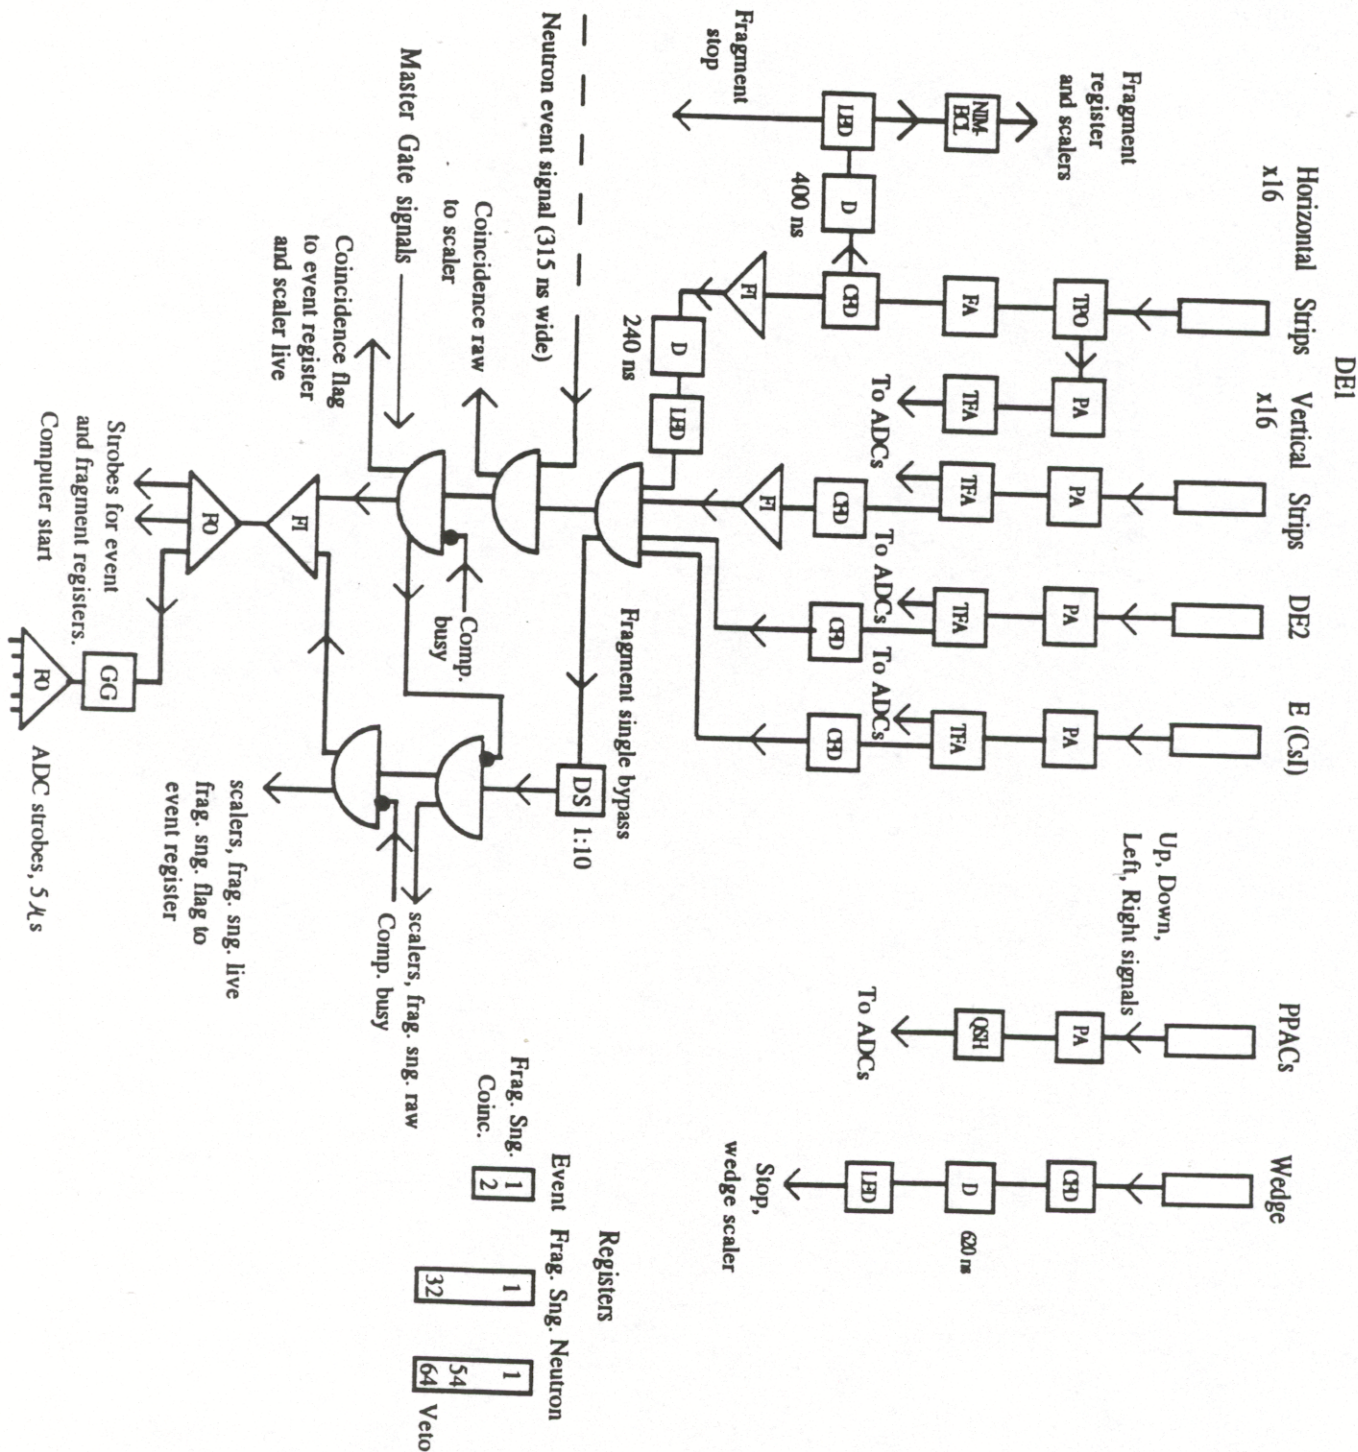 DE1
Horizontal Strips
x16
Vertical Strips
x16
DE2
E (CsI)
PPACs
Wedge
Fragment
register
and scalers
Up, Down,
Left, Right signals
TPO
PA
PA
PA
PA
PA
CFD
NIM-
ECL
FA
TFA
TFA
TFA
TFA
QSH
D
620 ns
LED
D
400 ns
CFD
To ADCs
To ADCs
To ADCs
To ADCs
To ADCs
CFD
CFD
CFD
LED
Stop,
wedge scaler
Fragment
stop
FI
FI
D
240 ns
LED
Fragment single bypass
Neutron event signal (315 ns wide)
DS
1:10
Coincidence raw
to scaler
Master Gate signals
Comp.
busy
Coincidence flag
to event register
and scaler live
scalers, frag. sng. raw
Comp. busy
FI
FO
scalers, frag. sng. live
frag. sng. flag to
event register
Strobes for event
and fragment registers.
Computer start
GG
FO
ADC strobes, 5 μs
Registers
Event Frag. Sng. Neutron
Frag. Sng.
Coinc.
1
2
1
32
1
54
64
Veto